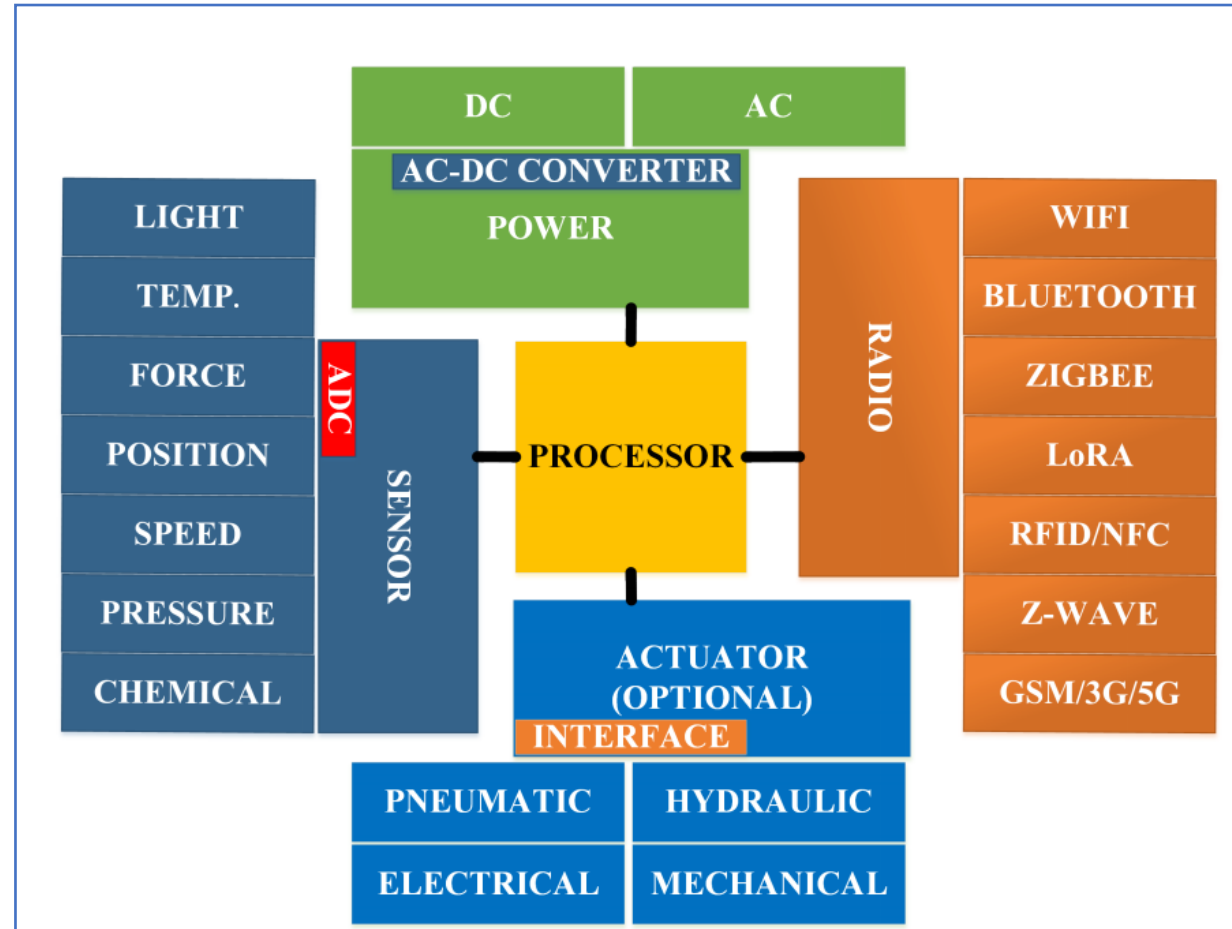 DC
AC
AC-DC CONVERTER
POWER
LIGHT
TEMP.
FORCE
POSITION
SPEED
PRESSURE
CHEMICAL
ADC
SENSOR
PROCESSOR
RADIO
WIFI
BLUETOOTH
ZIGBEE
LoRA
RFID/NFC
Z-WAVE
GSM/3G/5G
ACTUATOR
(OPTIONAL)
INTERFACE
PNEUMATIC
HYDRAULIC
ELECTRICAL
MECHANICAL